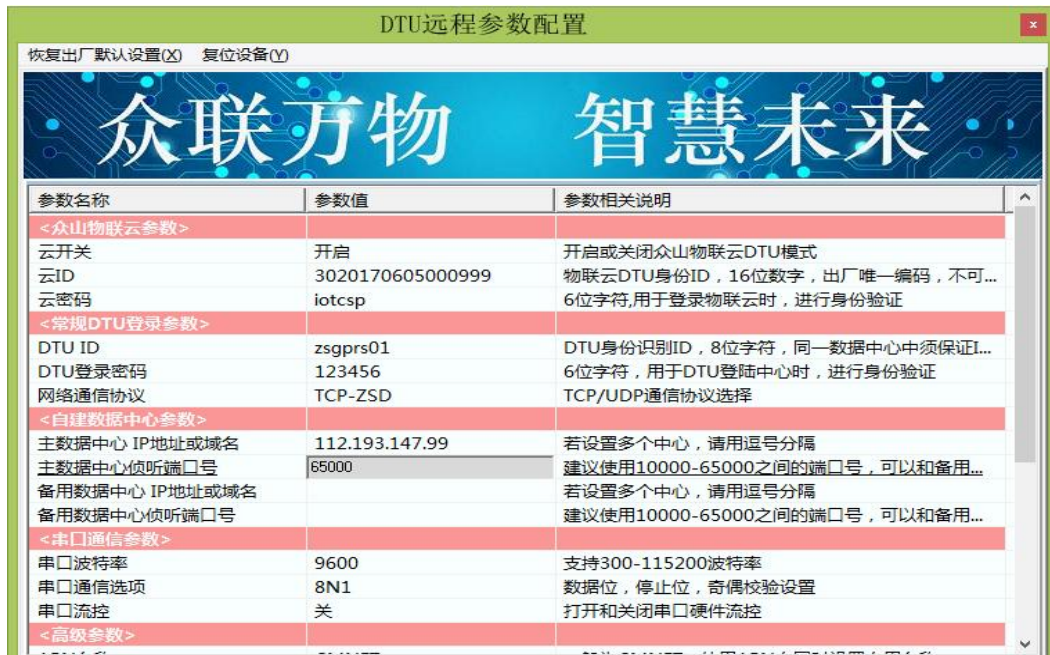 DTU远程参数配置
x
恢复出厂默认设置(X) 复位设备(Y)
众联万物 智慧未来
参数名称 参数值 参数相关说明
<众山物联云参数>
云开关 开启 开启或关闭众山物联云DTU模式
云ID 3020170605000999 物联云DTU身份ID，16位数字，出厂唯一编码，不可...
云密码 iotcsp 6位字符,用于登录物联云时，进行身份验证
<常规DTU登录参数>
DTU ID zsgprs01 DTU身份识别ID，8位字符，同一数据中心中须保证I...
DTU登录密码 123456 6位字符，用于DTU登陆中心时，进行身份验证
网络通信协议 TCP-ZSD TCP/UDP通信协议选择
<自建数据中心参数>
主数据中心 IP地址或域名 112.193.147.99 若设置多个中心，请用逗号分隔
主数据中心侦听端口号 65000 建议使用10000-65000之间的端口号，可以和备用...
备用数据中心 IP地址或域名 若设置多个中心，请用逗号分隔
备用数据中心侦听端口号 建议使用10000-65000之间的端口号，可以和备用...
<串口通信参数>
串口波特率 9600 支持300-115200波特率
串口通信选项 8N1 数据位，停止位，奇偶校验设置
串口流控 关 打开和关闭串口硬件流控
<高级参数>